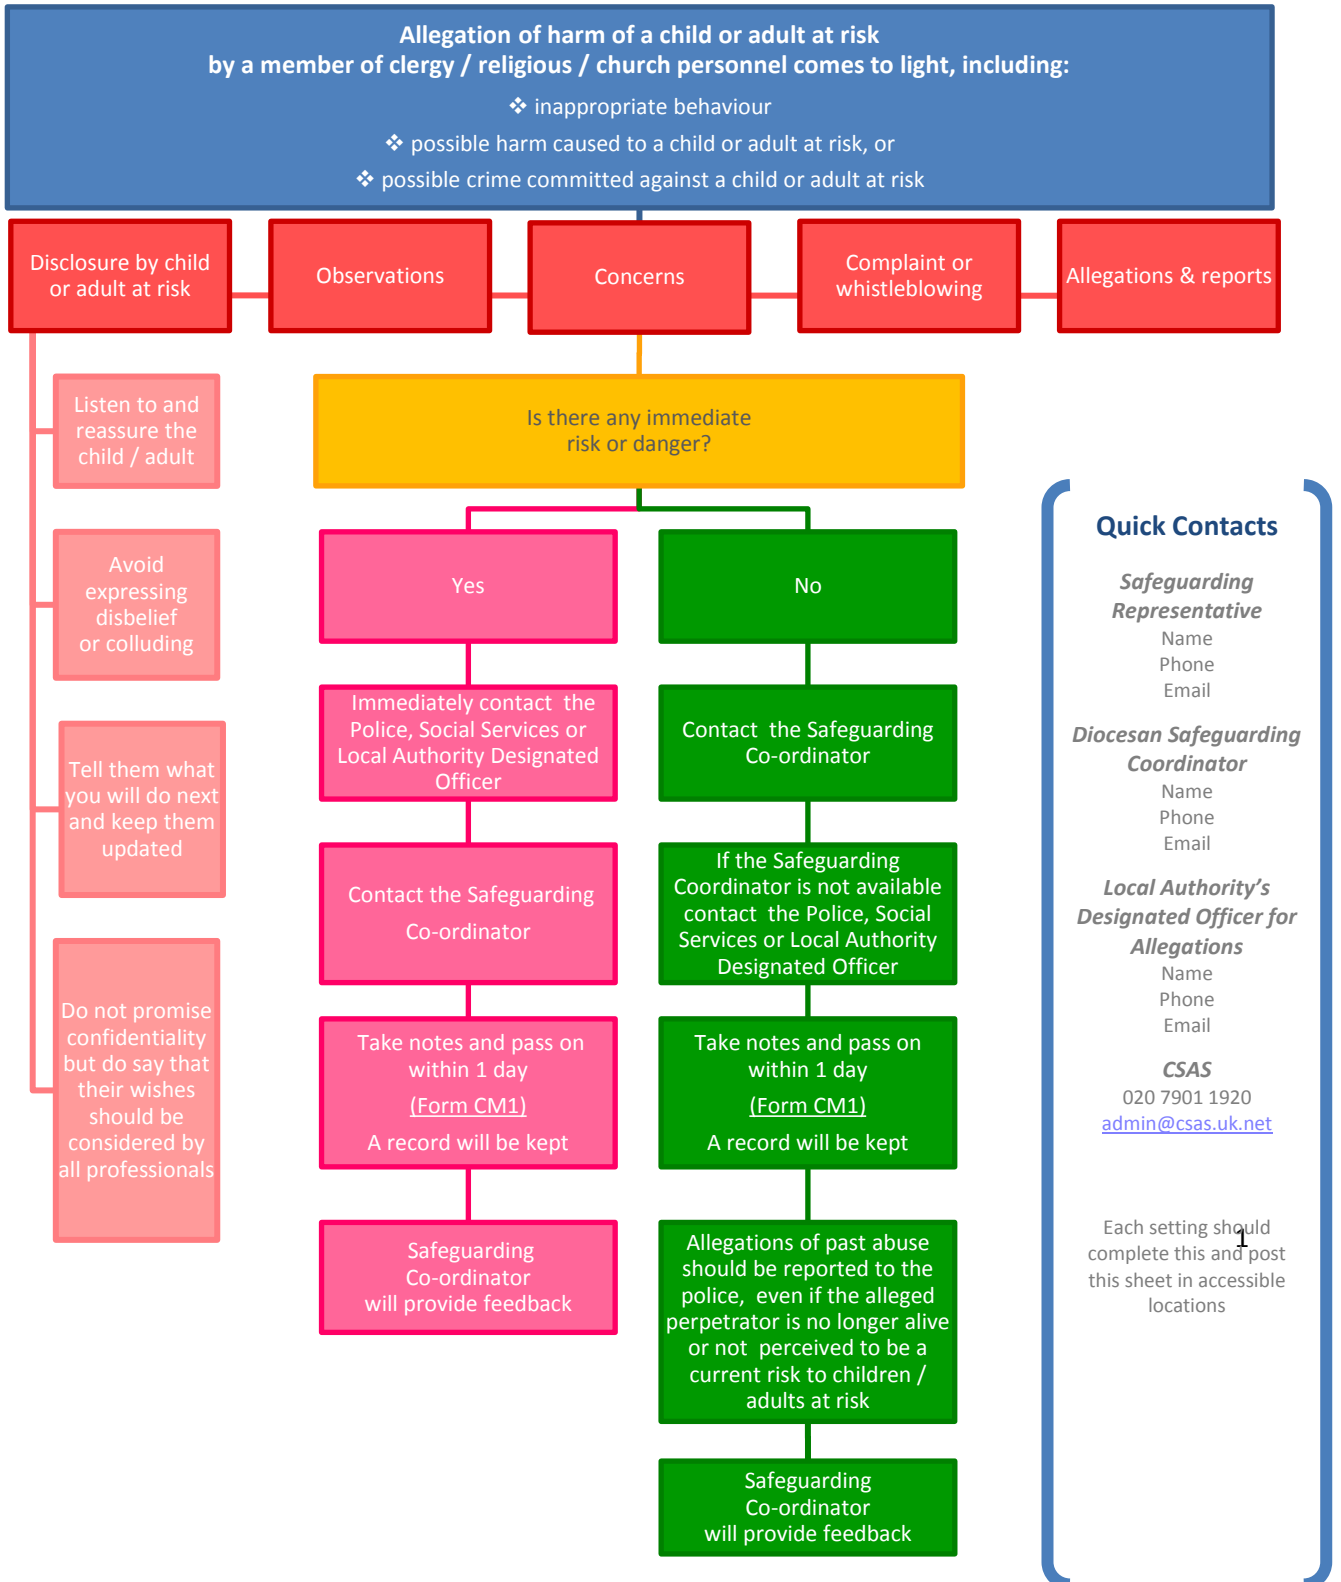 Allegation of harm of a child or adult at risk
by a member of clergy / religious / church personnel comes to light, including:
❖ inappropriate behaviour
❖ possible harm caused to a child or adult at risk, or
❖ possible crime committed against a child or adult at risk
Disclosure by child
or adult at risk
Observations
Concerns
Complaint or
whistleblowing
Allegations & reports
Listen to and
reassure the
child / adult
Avoid
expressing
disbelief
or colluding
Tell them what
you will do next
and keep them
updated
Do not promise
confidentiality
but do say that
their wishes
should be
considered by
all professionals
Is there any immediate
risk or danger?
Yes
Immediately contact the
Police, Social Services or
Local Authority Designated
Officer
Contact the Safeguarding
Co-ordinator
Take notes and pass on
within 1 day
(Form CM1)
A record will be kept
Safeguarding
Co-ordinator
will provide feedback
No
Contact the Safeguarding
Co-ordinator
If the Safeguarding
Coordinator is not available
contact the Police, Social
Services or Local Authority
Designated Officer
Take notes and pass on
within 1 day
(Form CM1)
A record will be kept
Allegations of past abuse
should be reported to the
police, even if the alleged
perpetrator is no longer alive
or not perceived to be a
current risk to children /
adults at risk
Safeguarding
Co-ordinator
will provide feedback
Quick Contacts
Safeguarding
Representative
Name
Phone
Email
Diocesan Safeguarding
Coordinator
Name
Phone
Email
Local Authority's
Designated Officer for
Allegations
Name
Phone
Email
CSAS
020 7901 1920
admin@csas.uk.net
Each setting should
complete this and post
this sheet in accessible
locations
1